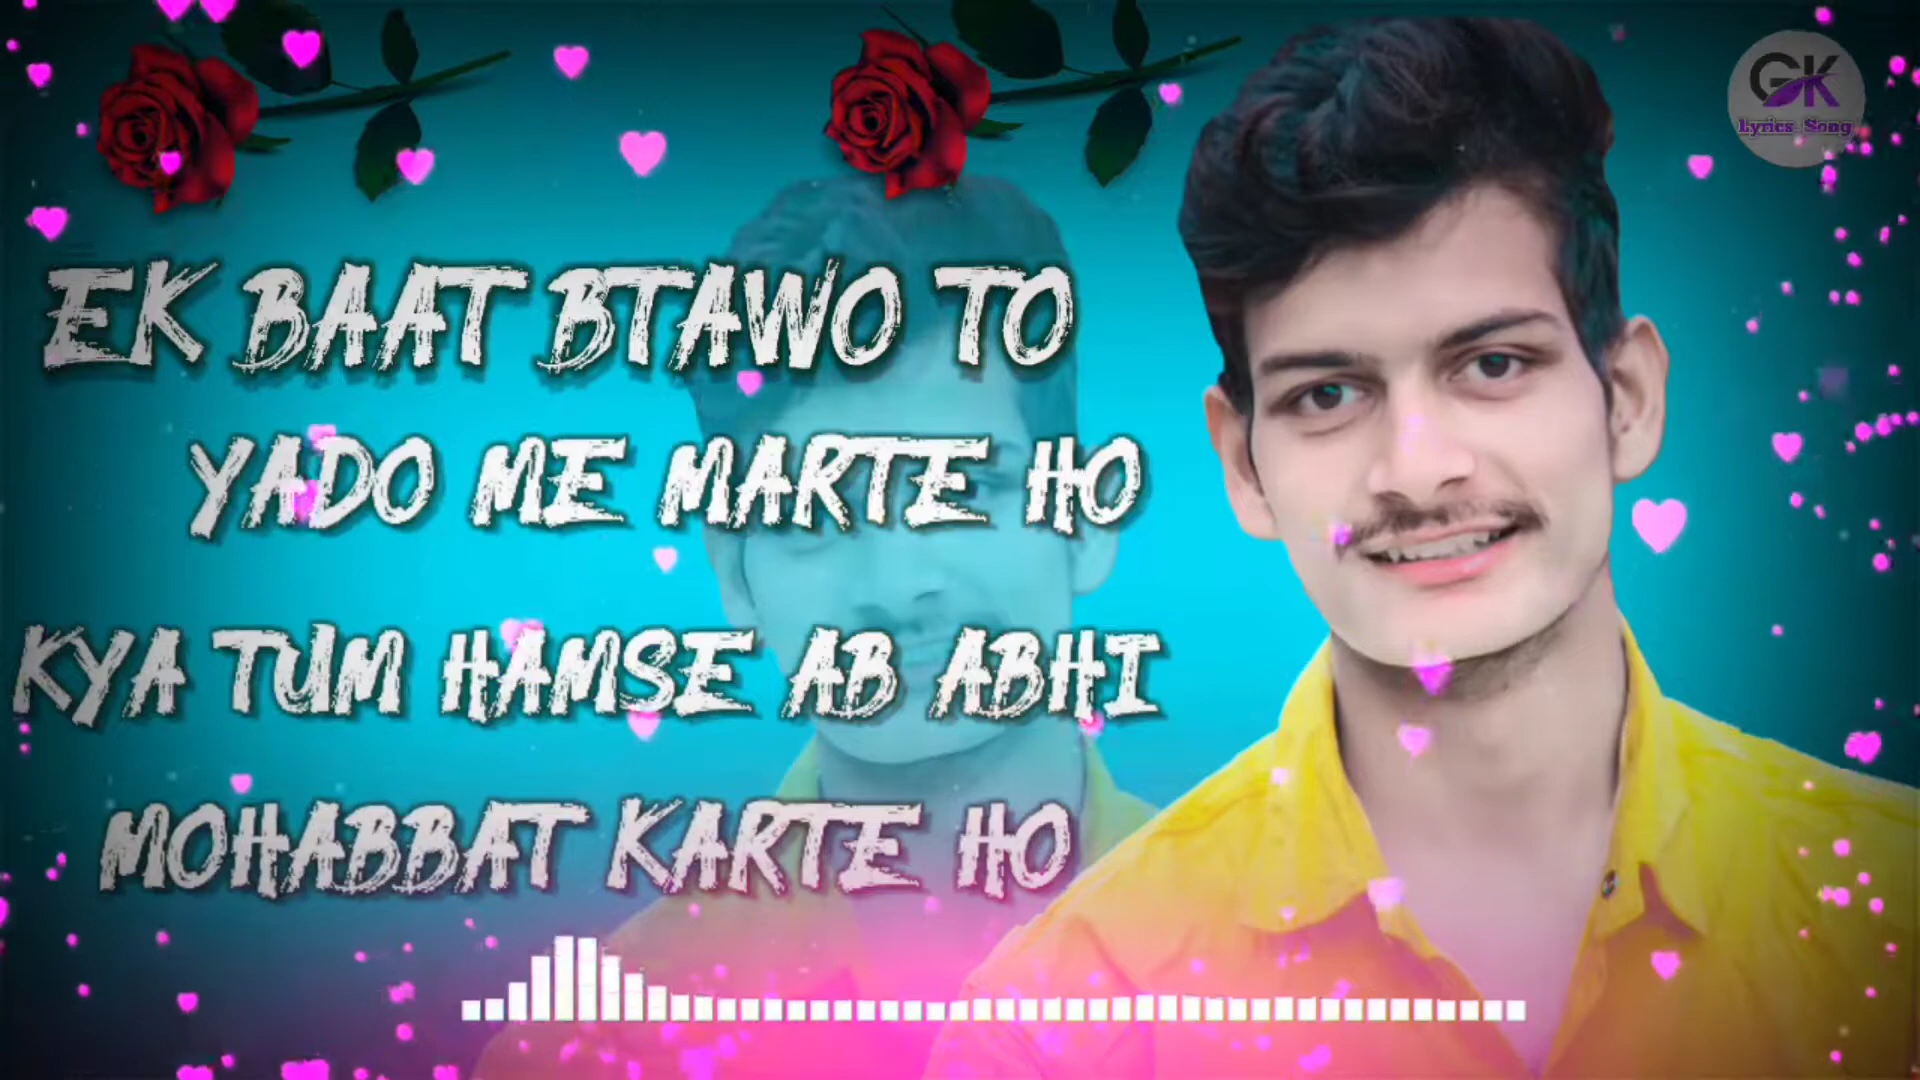 GK
Lyrics Song
EK BAAT BTAWO TO
YADO ME MARTE HO
KYA TUM HAMSE AB ABHI
MOHABBAT KARTE HO